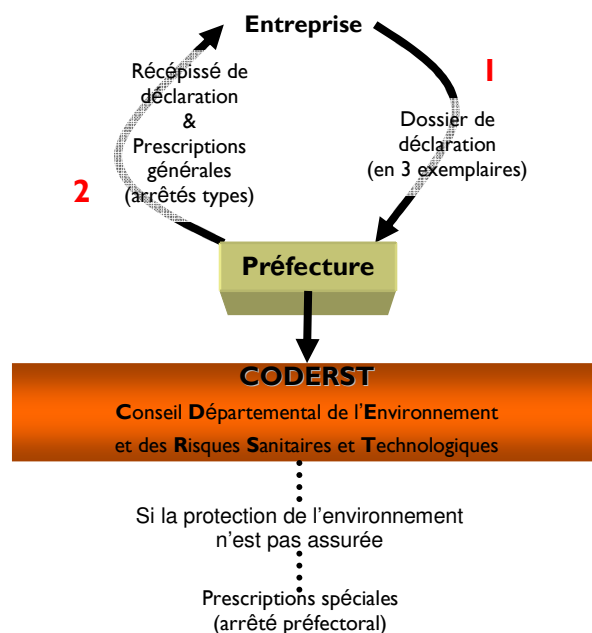 Entreprise
1
Dossier de
déclaration
(en 3 exemplaires)
Récépissé de
déclaration
&
Prescriptions
générales
(arrêtés types)
2
Préfecture
CODERST
Conseil Départemental de l'Environnement
et des Risques Sanitaires et Technologiques
Si la protection de l'environnement
n'est pas assurée
Prescriptions spéciales
(arrêté préfectoral)